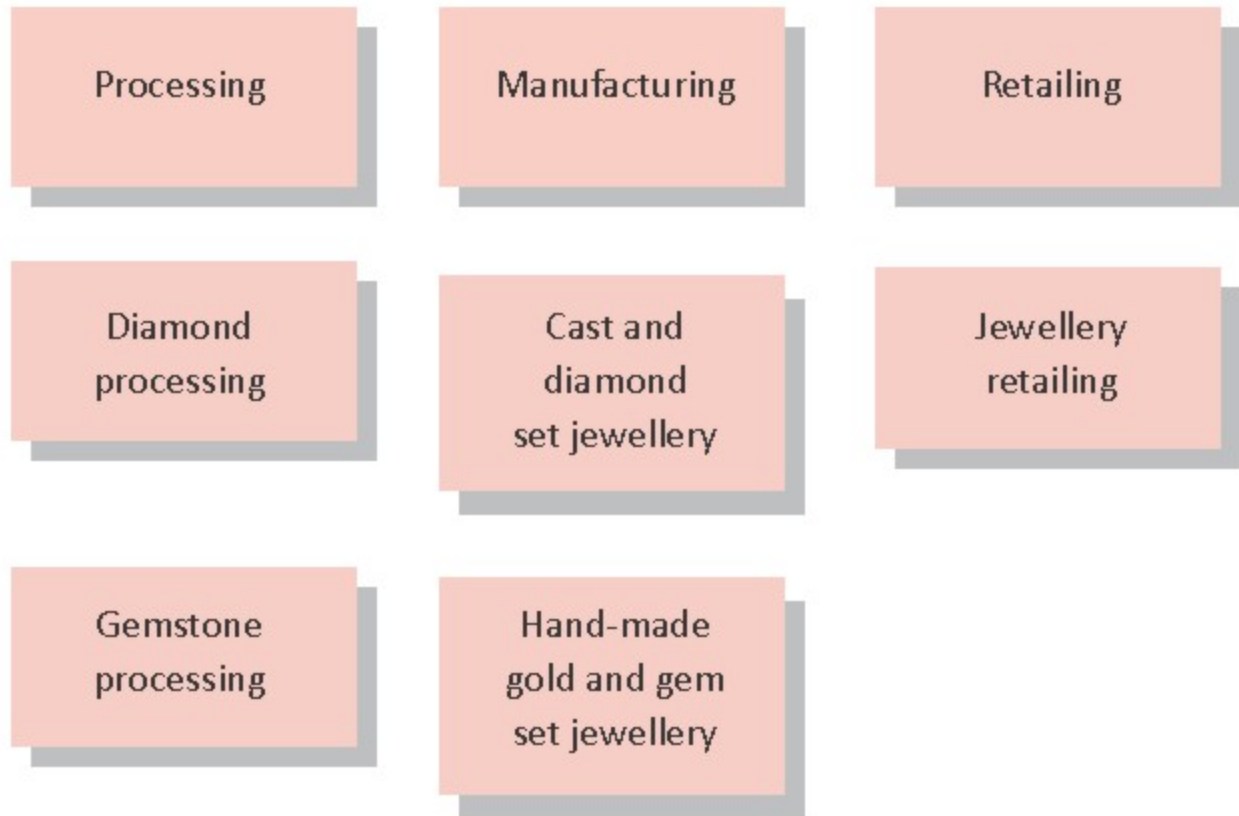 Processing
Manufacturing
Retailing
Diamond
processing
Cast and
diamond
set jewellery
Jewellery
retailing
Gemstone
processing
Hand-made
gold and gem
set jewellery